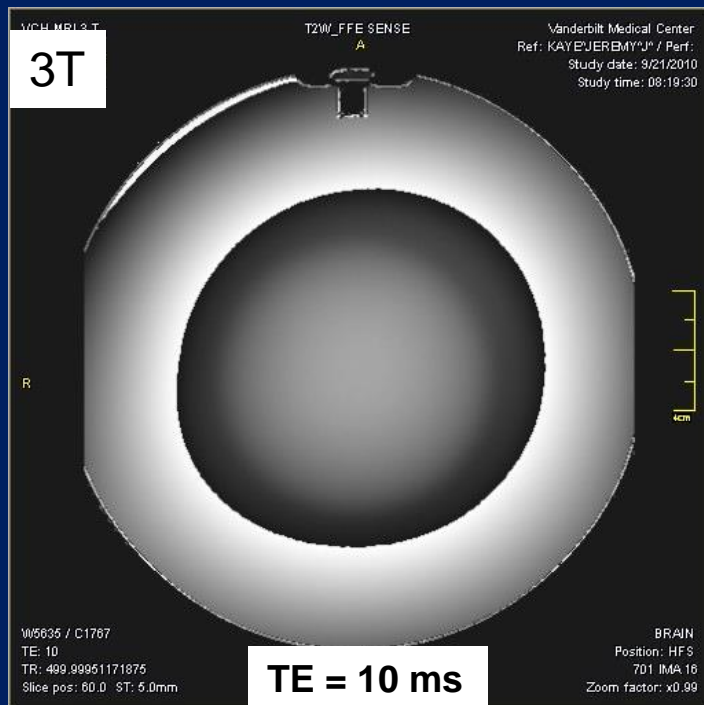 VCH MRI 3 T
T2W_FFE SENSE
Vanderbilt Medical Center
A
Ref: KAYE^JEREMY^J^ / Perf:
Study date: 9/21/2010
Study time: 08:19:30
3T
R
4cm
W5635 / C1767
TE: 10
TR: 499.99951171875
Slice pos: 60.0 ST: 5.0mm
TE = 10 ms
BRAIN
Position: HFS
701 IMA 16
Zoom factor: x0.99